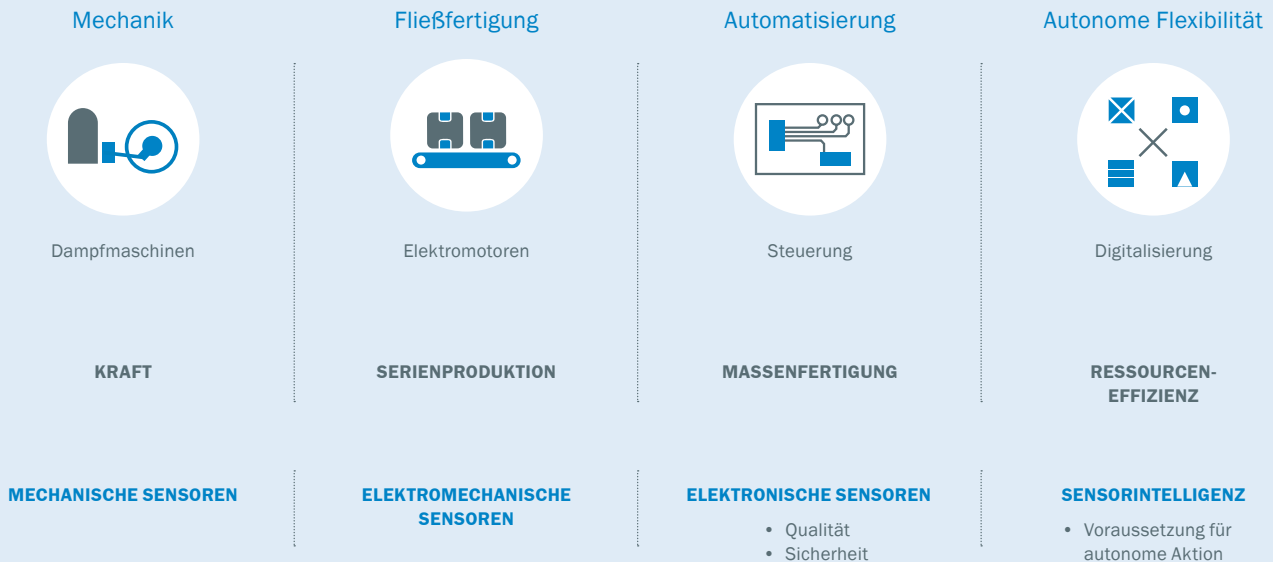 Mechanik
Fließfertigung
Automatisierung
Autonome Flexibilität
Dampfmaschinen
Elektromotoren
Steuerung
Digitalisierung
KRAFT
SERIENPRODUKTION
MASSENFERTIGUNG
RESSOURCEN-
EFFIZIENZ
MECHANISCHE SENSOREN
ELEKTROMECHANISCHE
SENSOREN
ELEKTRONISCHE SENSOREN
• Qualität
• Sicherheit
SENSORINTELLIGENZ
• Voraussetzung für
autonome Aktion